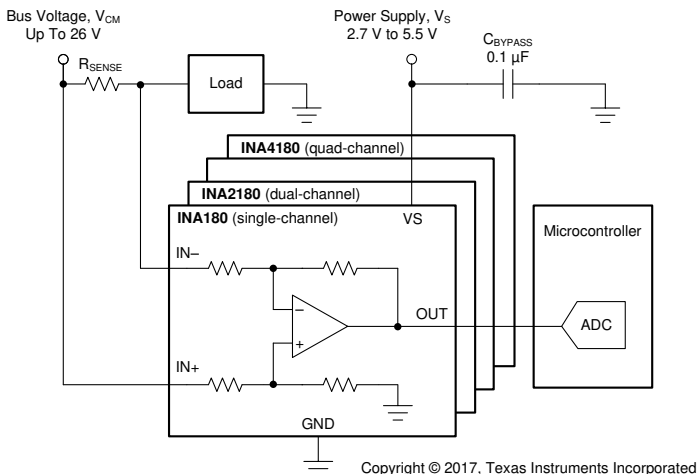 Bus Voltage, VCM
Up To 26 V
Power Supply, VS
2.7 V to 5.5 V
CBYPASS
0.1 µF
RSENSE
Load
INA4180 (quad-channel)
INA2180 (dual-channel)
INA180 (single-channel)
VS
Microcontroller
IN−
−
OUT
ADC
+
IN+
GND
Copyright © 2017, Texas Instruments Incorporated